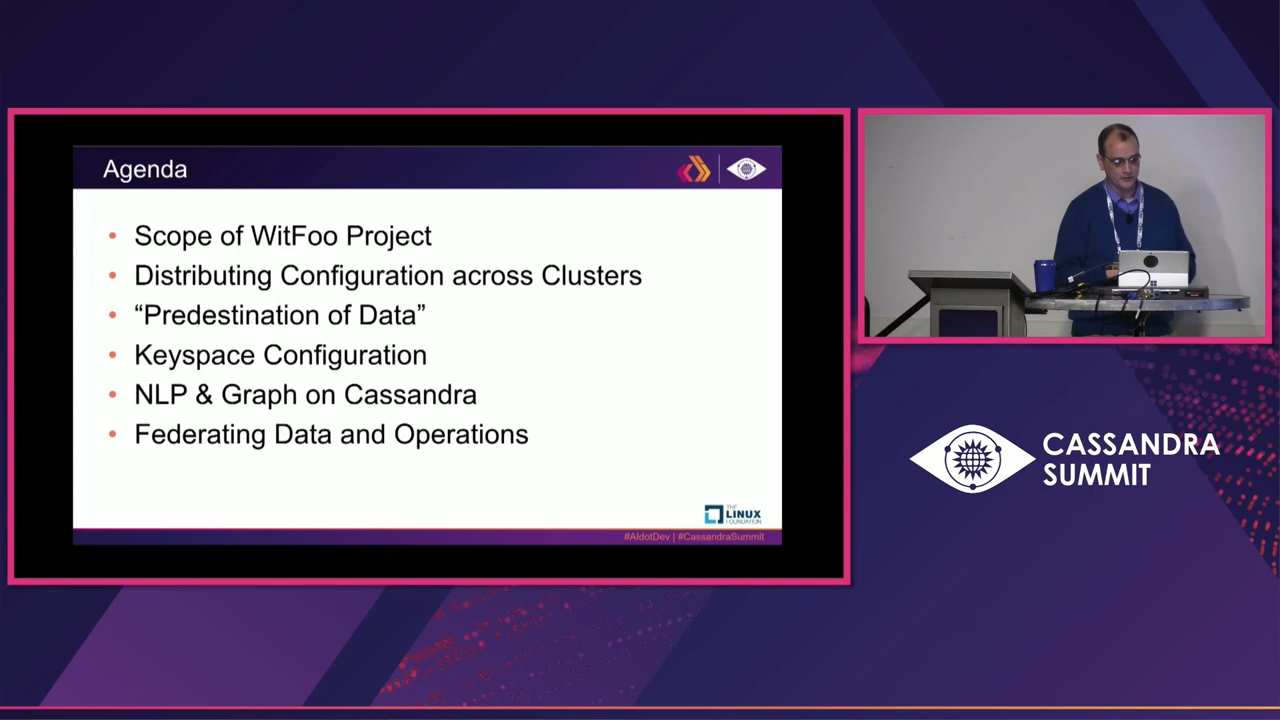 Agenda
• Scope of WitFoo Project
• Distributing Configuration across Clusters
• “Predestination of Data”
• Keyspace Configuration
• NLP & Graph on Cassandra
• Federating Data and Operations
THE
LINUX
FOUNDATION
#AIdotDev | #CassandraSummit
CASSANDRA
SUMMIT